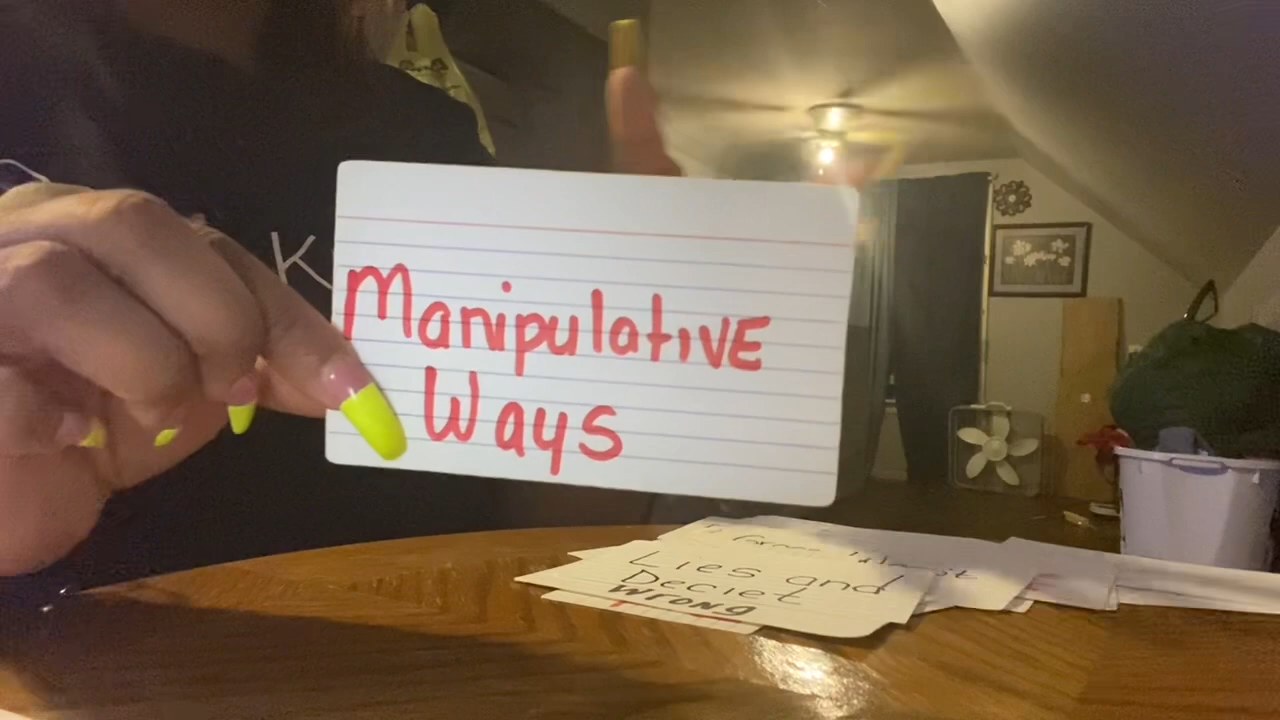 K
ManipulatIVE
Ways
Lies and
Deciet
Wrong